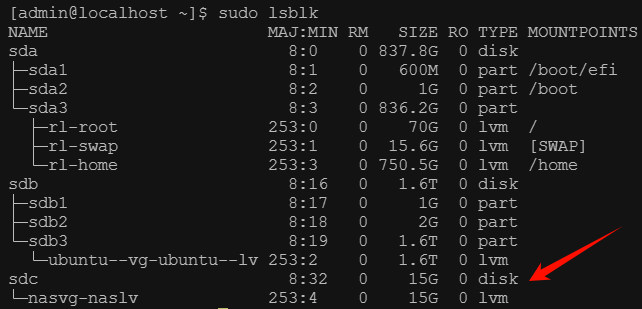 [admin@localhost ~]$ sudo lsblk
NAME                        MAJ:MIN RM   SIZE RO TYPE MOUNTPOINTS
sda                           8:0    0 837.8G  0 disk
├─sda1                        8:1    0   600M  0 part /boot/efi
├─sda2                        8:2    0     1G  0 part /boot
└─sda3                        8:3    0 836.2G  0 part
  ├─rl-root                 253:0    0    70G  0 lvm  /
  ├─rl-swap                 253:1    0  15.6G  0 lvm  [SWAP]
  └─rl-home                 253:3    0 750.5G  0 lvm  /home
sdb                           8:16   0   1.6T  0 disk
├─sdb1                        8:17   0     1G  0 part
├─sdb2                        8:18   0     2G  0 part
└─sdb3                        8:19   0   1.6T  0 part
  └─ubuntu--vg-ubuntu--lv 253:2    0   1.6T  0 lvm
sdc                           8:32   0    15G  0 disk
└─nasvg-naslv               253:4    0    15G  0 lvm